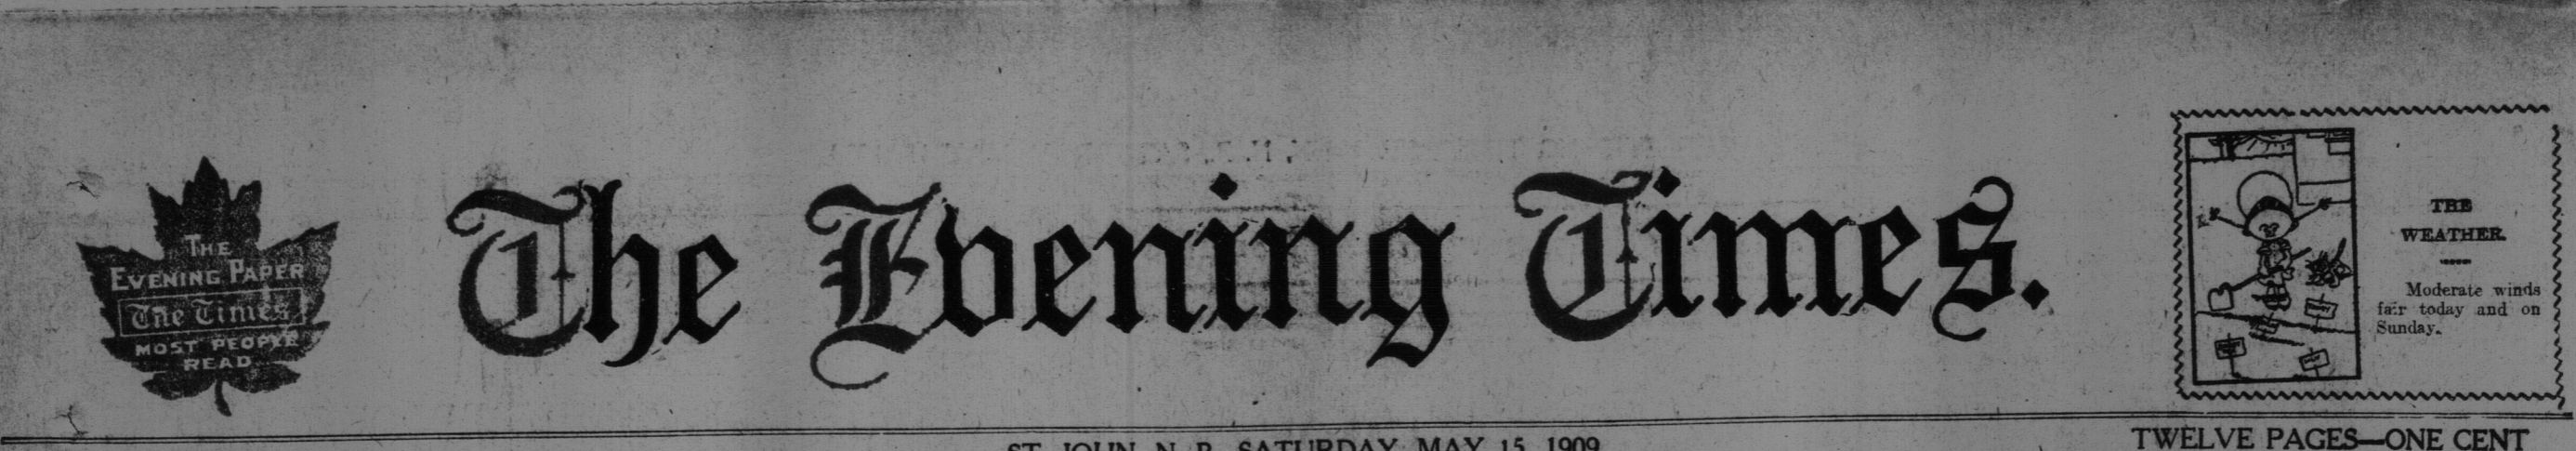 THE
EVENING PAPER
The Times
MOST PEOPLE
READ
The Evening Times.
THE
WEATHER.
Moderate winds
fair today and on
Sunday.
ST. JOHN, N. B., SATURDAY, MAY 15, 1909
TWELVE PAGES—ONE CENT